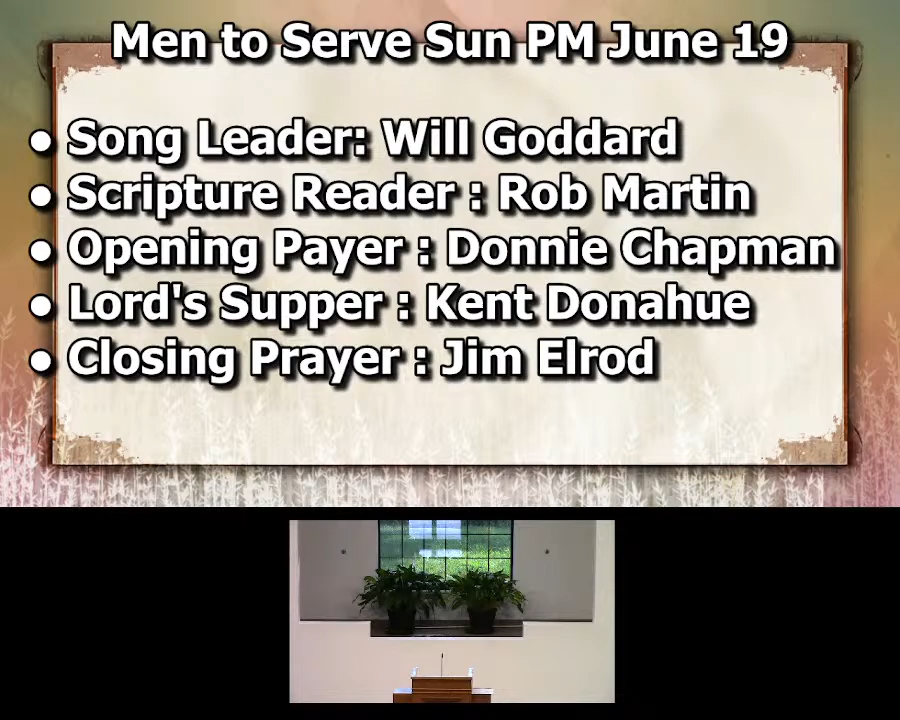 Men to Serve Sun PM June 19
• Song Leader: Will Goddard
• Scripture Reader : Rob Martin
• Opening Payer : Donnie Chapman
• Lord's Supper : Kent Donahue
• Closing Prayer : Jim Elrod